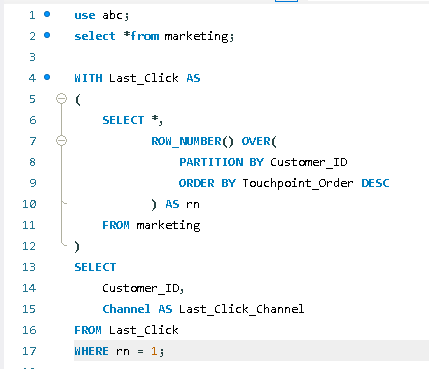 1 use abc;
2 select *from marketing;
3
4 WITH Last_Click AS
5 (
6 SELECT *,
7 ROW_NUMBER() OVER(
8 PARTITION BY Customer_ID
9 ORDER BY Touchpoint_Order DESC
10 ) AS rn
11 FROM marketing
12 )
13 SELECT
14 Customer_ID,
15 Channel AS Last_Click_Channel
16 FROM Last_Click
17 WHERE rn = 1;